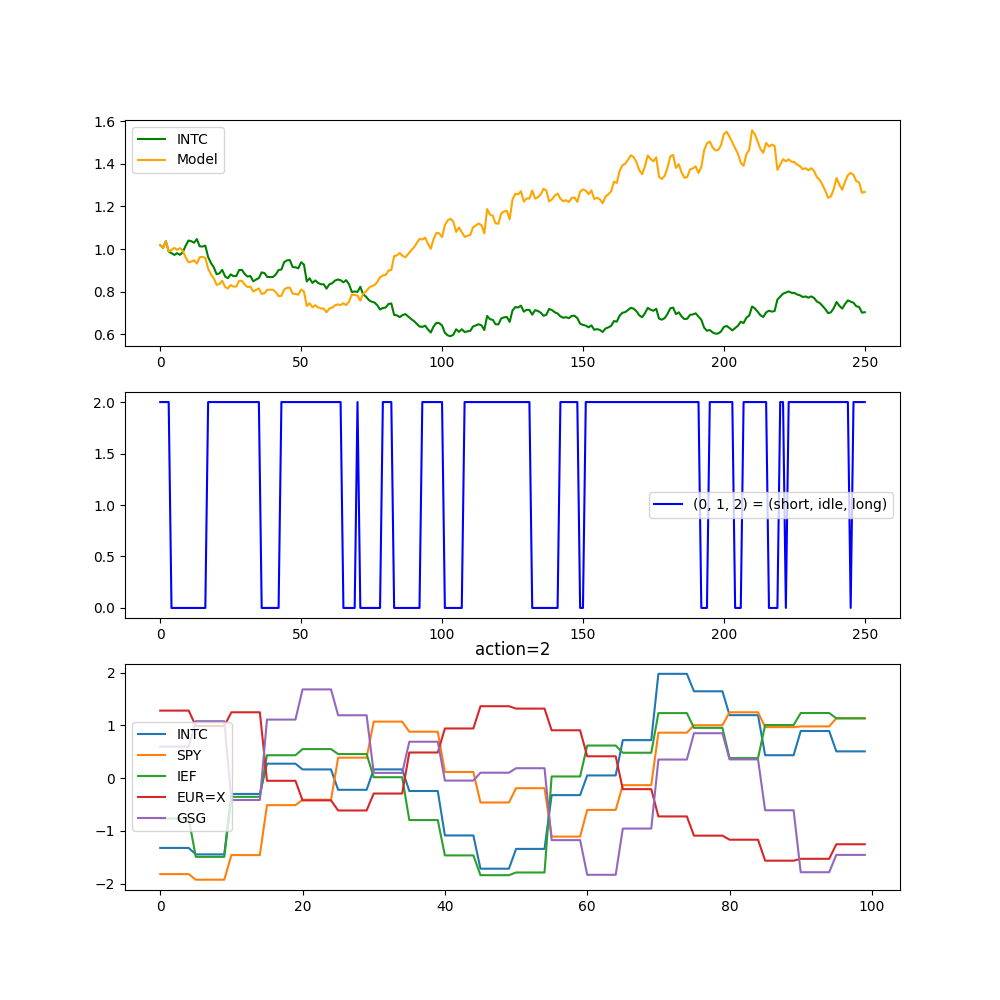 1.6
1.4
1.2
1.0
0.8
0.6
INTC
Model
0 50 100 150 200 250
2.0
1.5
1.0
0.5
0.0
(0, 1, 2) = (short, idle, long)
0 50 100 150 200 250
action=2
2
1
0
−1
−2
INTC
SPY
IEF
EUR=X
GSG
0 20 40 60 80 100